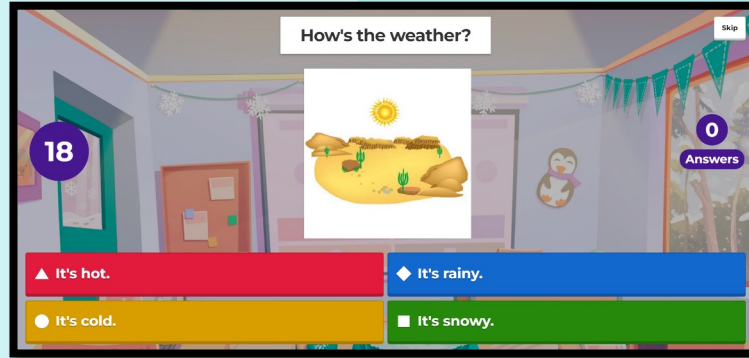 How's the weather?
Skip
18
0
Answers
It's hot.
It's rainy.
It's cold.
It's snowy.